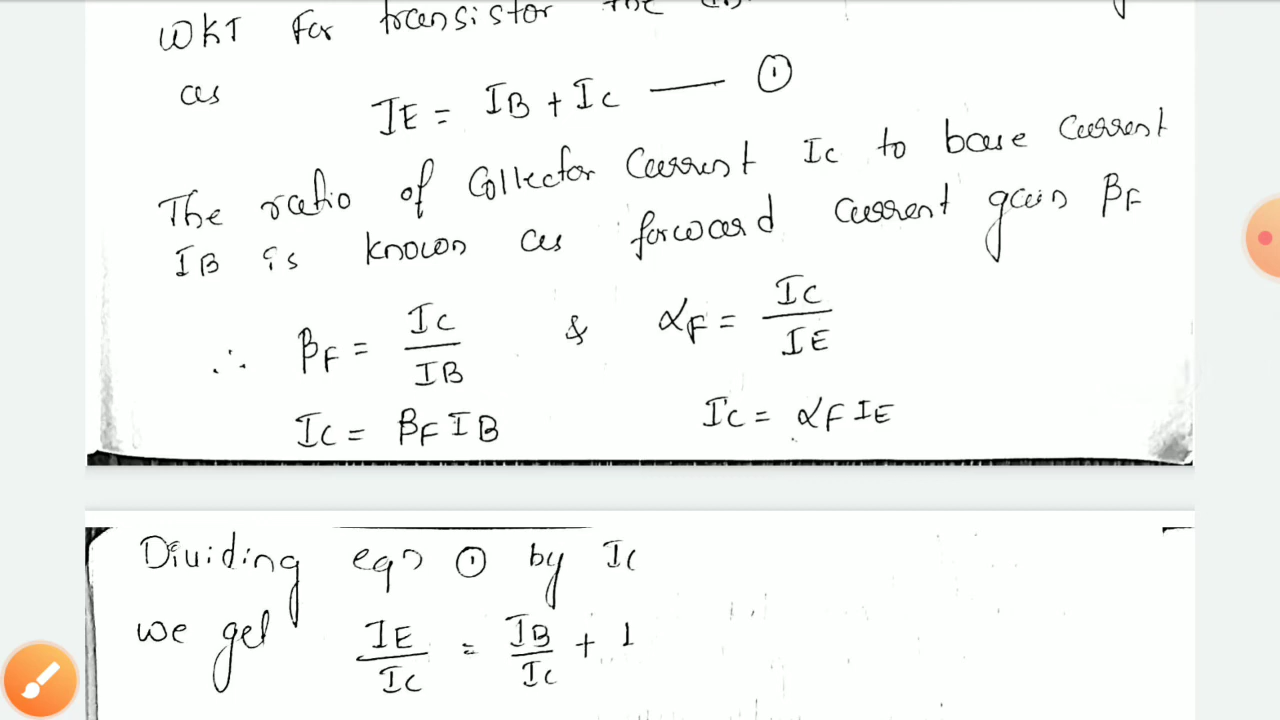 WKT For transistor the
as
IE = IB + IC — ①
The ratio of Collector Current Ic to base current
IB is known as forward current gain βF
∴ βF = IC / IB & αF = IC / IE
IC = βF IB Ic = αF IE
Dividing eqn ① by IC
we get IE / IC = IB / IC + 1